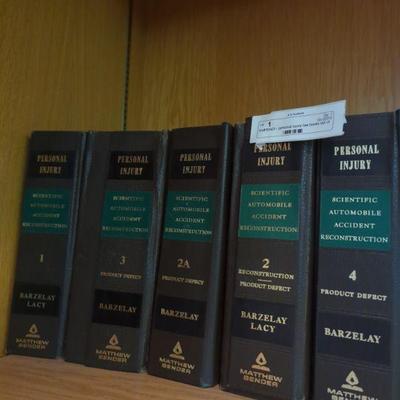 PERSONAL
INJURY
SCIENTIFIC
AUTOMOBILE
ACCIDENT
RECONSTRUCTION
1
BARZELAY
LACY
MATTHEW
BENDER
PERSONAL
INJURY
SCIENTIFIC
AUTOMOBILE
ACCIDENT
RECONSTRUCTION
3
PRODUCT DEFECT
BARZELAY
MATTHEW
BENDER
PERSONAL
INJURY
SCIENTIFIC
AUTOMOBILE
ACCIDENT
RECONSTRUCTION
2A
PRODUCT DEFECT
BARZELAY
MATTHEW
BENDER
1
PERSONAL
INJURY
SCIENTIFIC
AUTOMOBILE
ACCIDENT
RECONSTRUCTION
2
RECONSTRUCTION
PRODUCT DEFECT
BARZELAY
LACY
MATTHEW
BENDER
PERSONAL
INJURY
SCIENTIFIC
AUTOMOBILE
ACCIDENT
RECONSTRUCTION
4
PRODUCT DEFECT
BARZELAY
MATTHEW
BENDER